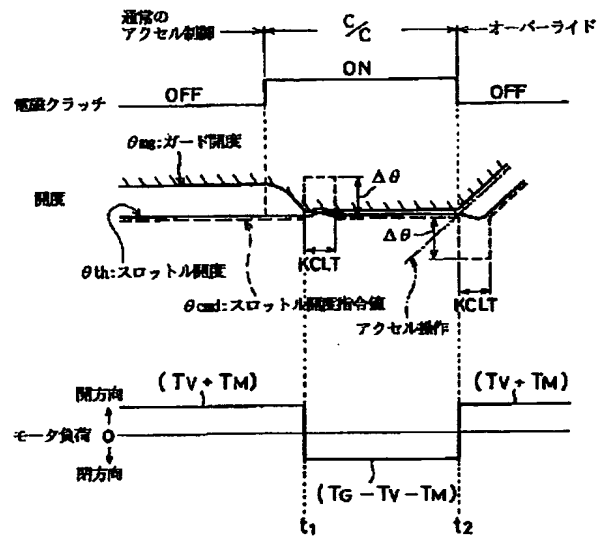 通常の
アクセル制御
C/C
オーバーライド
ON
電磁クラッチ
OFF
OFF
θmg:ガード開度
Δθ
開度
Δθ
KCLT
θth:スロットル開度
KCLT
θcmd:スロットル開度指令値
アクセル操作
(TV + TM)
(TV + TM)
開方向
モータ負荷 0
閉方向
(TG - TV - TM)
t1
t2